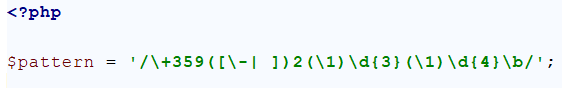 <?php
$pattern = '/\+359([\-| ])2(\1)\d{3}(\1)\d{4}\b/';